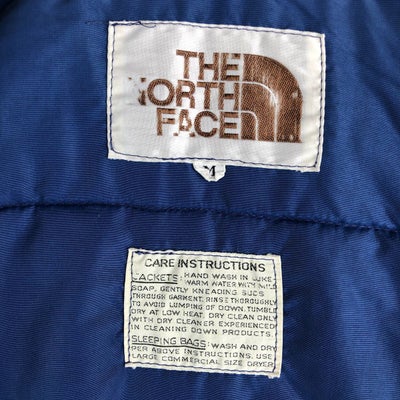 THE
NORTH
FACE
M
CARE INSTRUCTIONS
JACKETS: HAND WASH IN LUKE-
WARM WATER WITH MILD
SOAP, GENTLY KNEADING SUDS
THROUGH GARMENT. RINSE THOROUGHLY
TO AVOID LUMPING OF DOWN. TUMBLE
DRY AT LOW HEAT. DRY CLEAN ONLY
WITH DRY CLEANER EXPERIENCED
IN CLEANING DOWN PRODUCTS.
SLEEPING BAGS: WASH AND DRY
PER ABOVE INSTRUCTIONS. USE
LARGE COMMERCIAL SIZE DRYER.